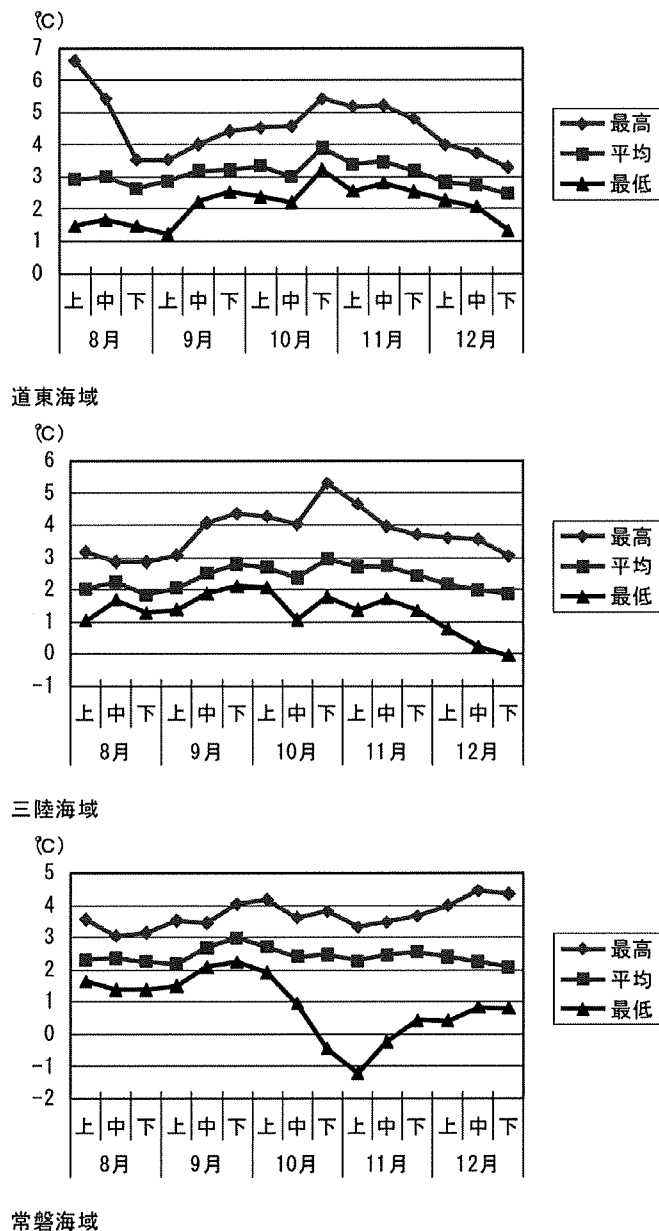 (℃)
7
6
5
4
3
2
1
0
最高
平均
最低
上 中 下 上 中 下 上 中 下 上 中 下 上 中 下
8月 9月 10月 11月 12月
道東海域
(℃)
6
5
4
3
2
1
0
-1
最高
平均
最低
上 中 下 上 中 下 上 中 下 上 中 下 上 中 下
8月 9月 10月 11月 12月
三陸海域
(℃)
5
4
3
2
1
0
-1
-2
最高
平均
最低
上 中 下 上 中 下 上 中 下 上 中 下 上 中 下
8月 9月 10月 11月 12月
常磐海域